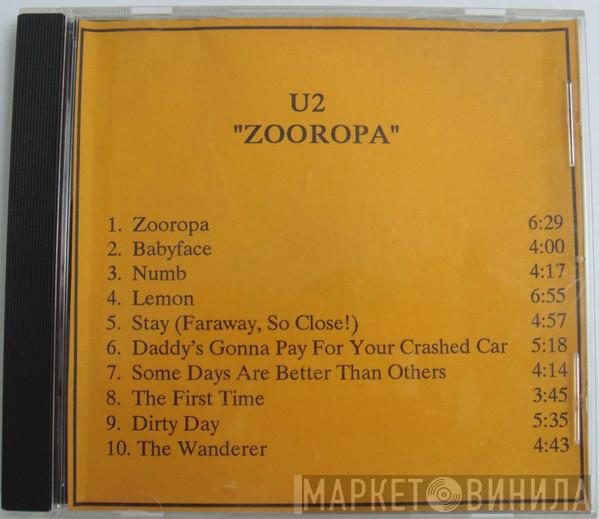 U2
"ZOOROPA"
1. Zooropa 6:29
2. Babyface 4:00
3. Numb 4:17
4. Lemon 6:55
5. Stay (Faraway, So Close!) 4:57
6. Daddy's Gonna Pay For Your Crashed Car 5:18
7. Some Days Are Better Than Others 4:14
8. The First Time 3:45
9. Dirty Day 5:35
10. The Wanderer 4:43
МАРКЕТ ВИНИЛА